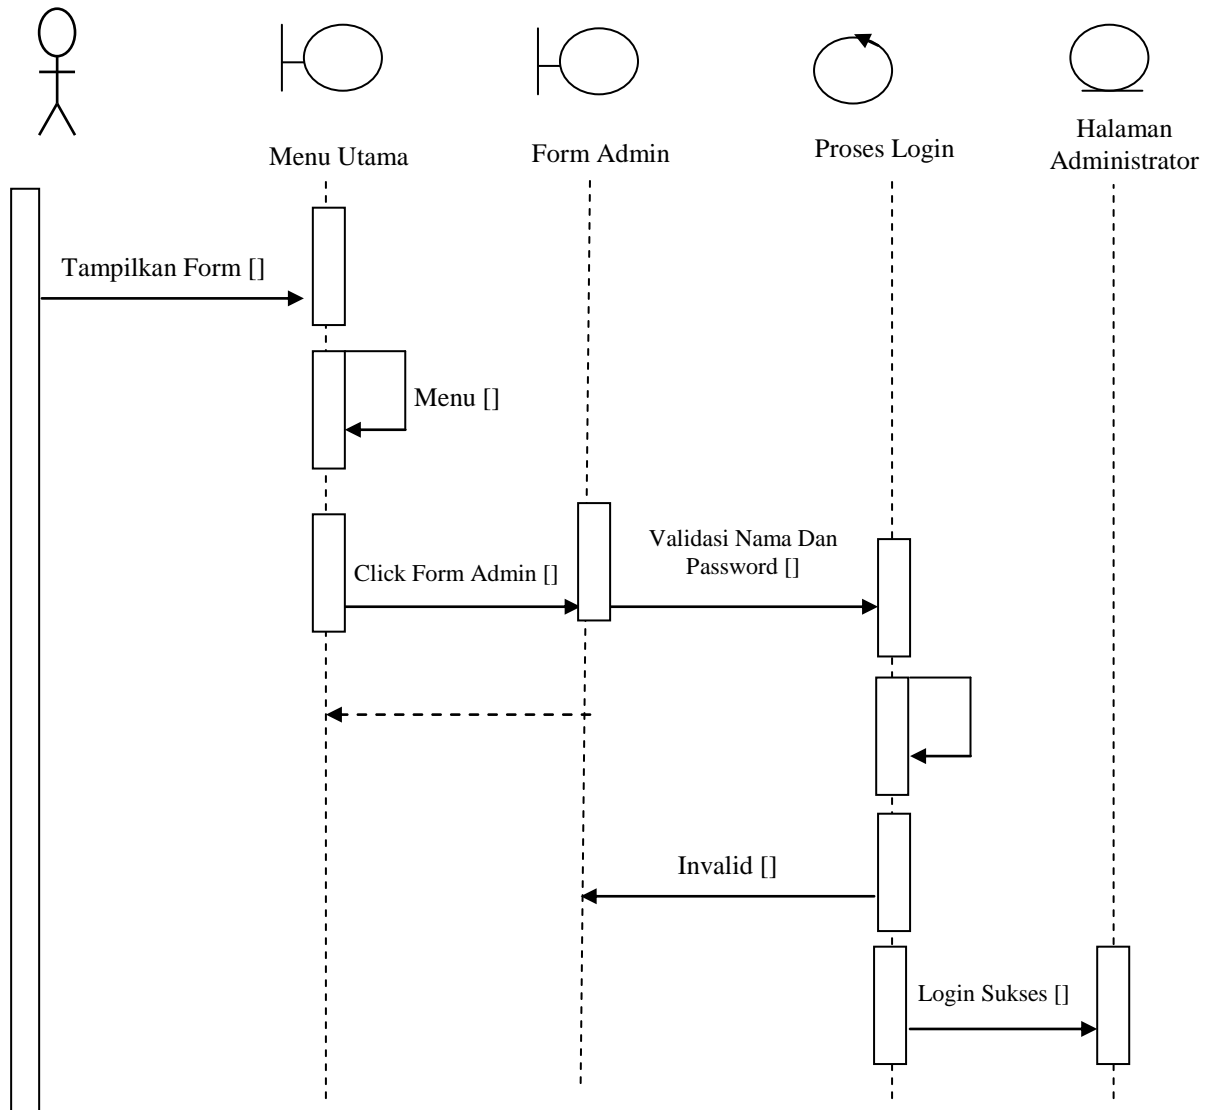 Menu Utama
Form Admin
Proses Login
Halaman
Administrator
Tampilkan Form []
Menu []
Click Form Admin []
Validasi Nama Dan
Password []
Invalid []
Login Sukses []